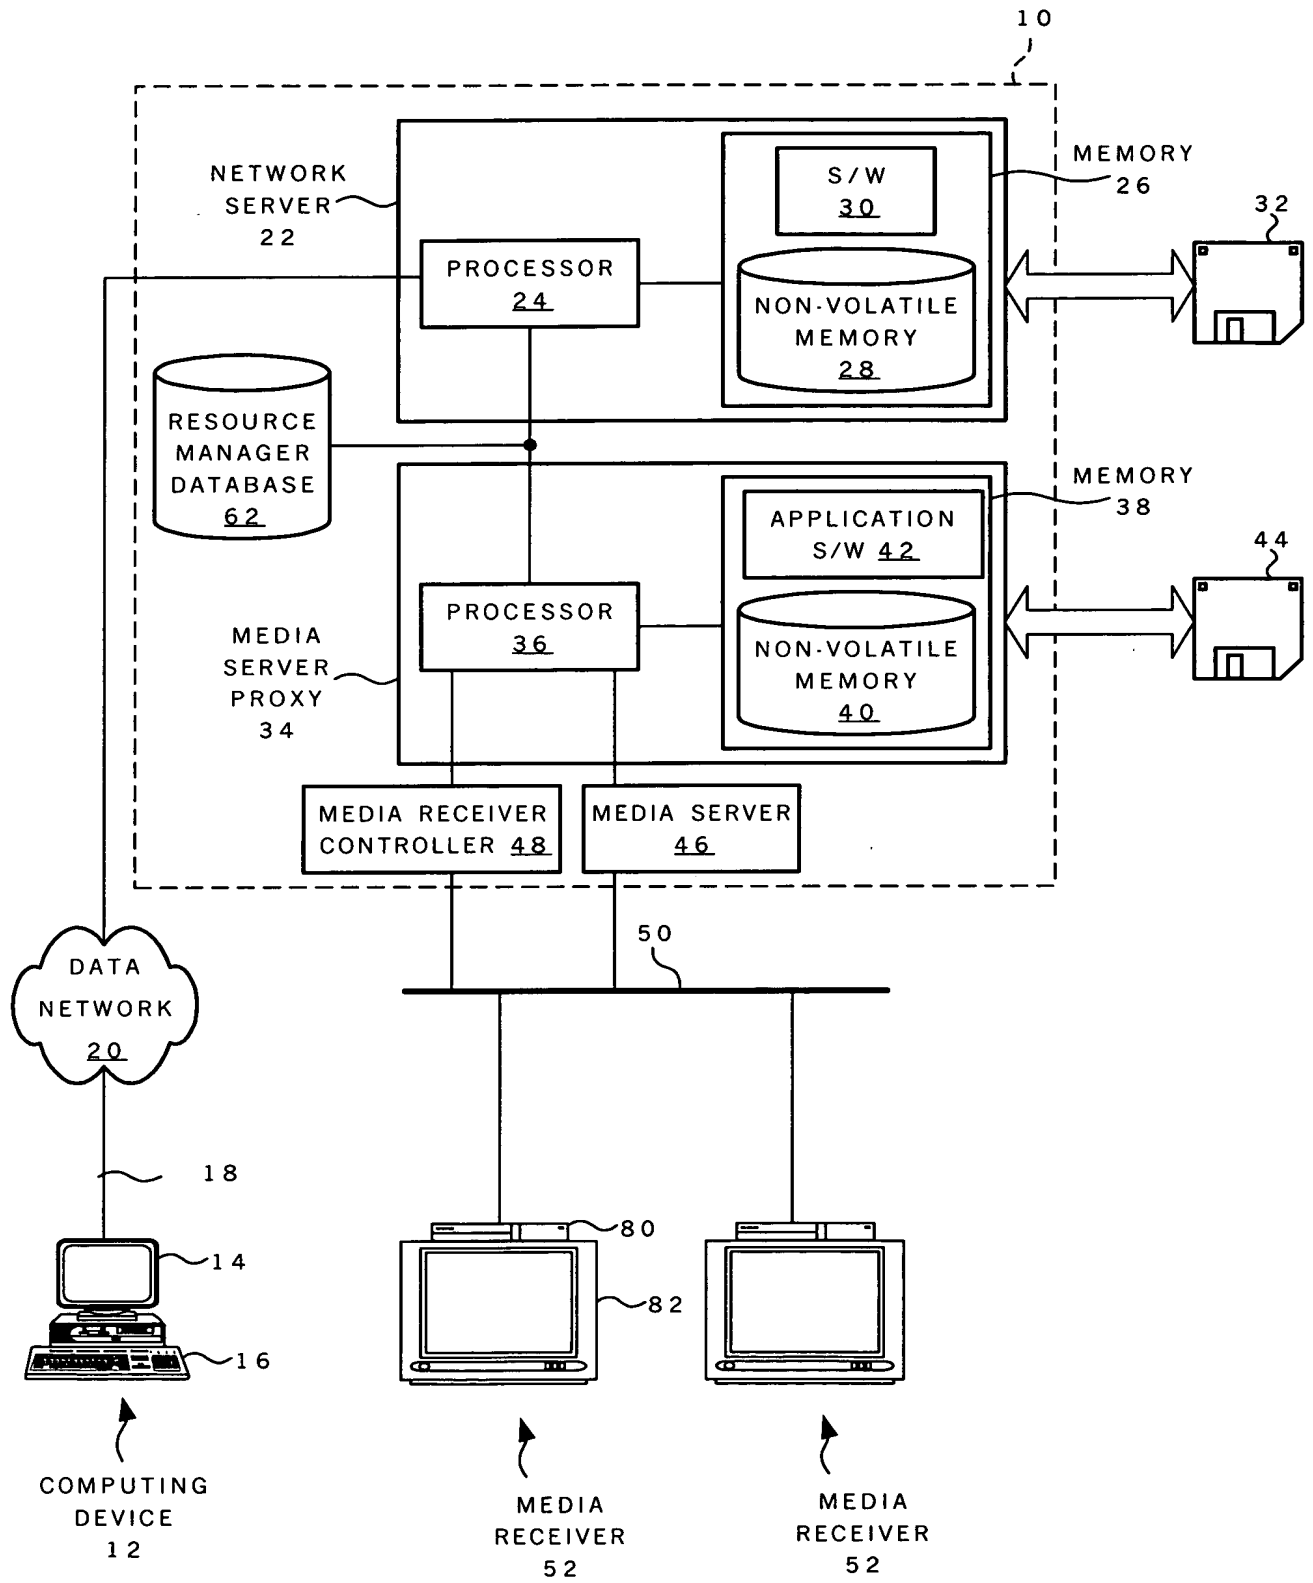 10
NETWORK
SERVER
22
MEMORY
26
S/W
30
PROCESSOR
24
NON-VOLATILE
MEMORY
28
32
RESOURCE
MANAGER
DATABASE
62
MEMORY
38
APPLICATION
S/W 42
PROCESSOR
36
NON-VOLATILE
MEMORY
40
44
MEDIA
SERVER
PROXY
34
MEDIA RECEIVER
CONTROLLER 48
MEDIA SERVER
46
50
DATA
NETWORK
20
18
14
16
80
82
COMPUTING
DEVICE
12
MEDIA
RECEIVER
52
MEDIA
RECEIVER
52